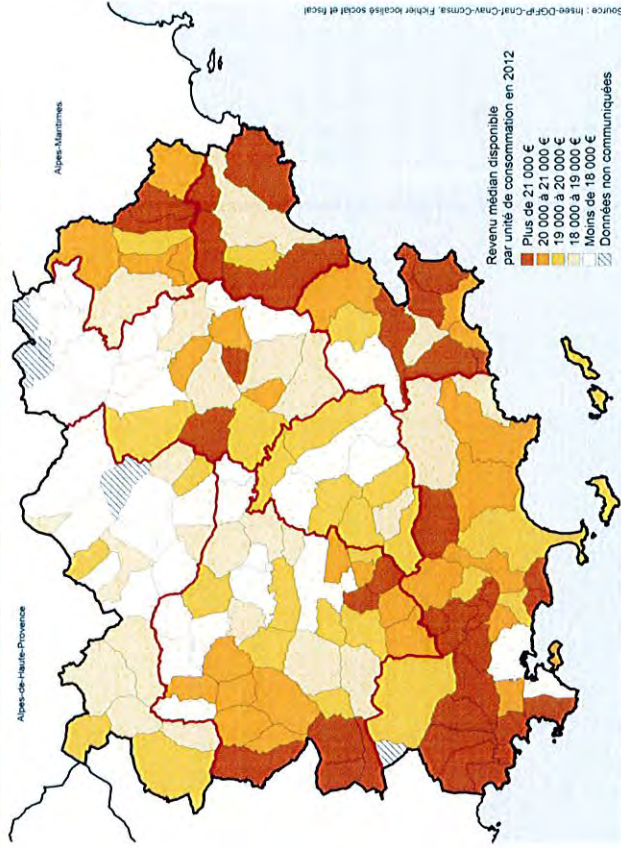 Alpes-de-Haute-Provence
Alpes-Maritimes
Revenu médian disponible
par unité de consommation en 2012
Plus de 21 000 €
20 000 à 21 000 €
19 000 à 20 000 €
18 000 à 19 000 €
Moins de 18 000 €
Données non communiquées
Source : Insee-DGFiP-Cnaf-Cnav-Ccmsa, Fichier localisé social et fiscal